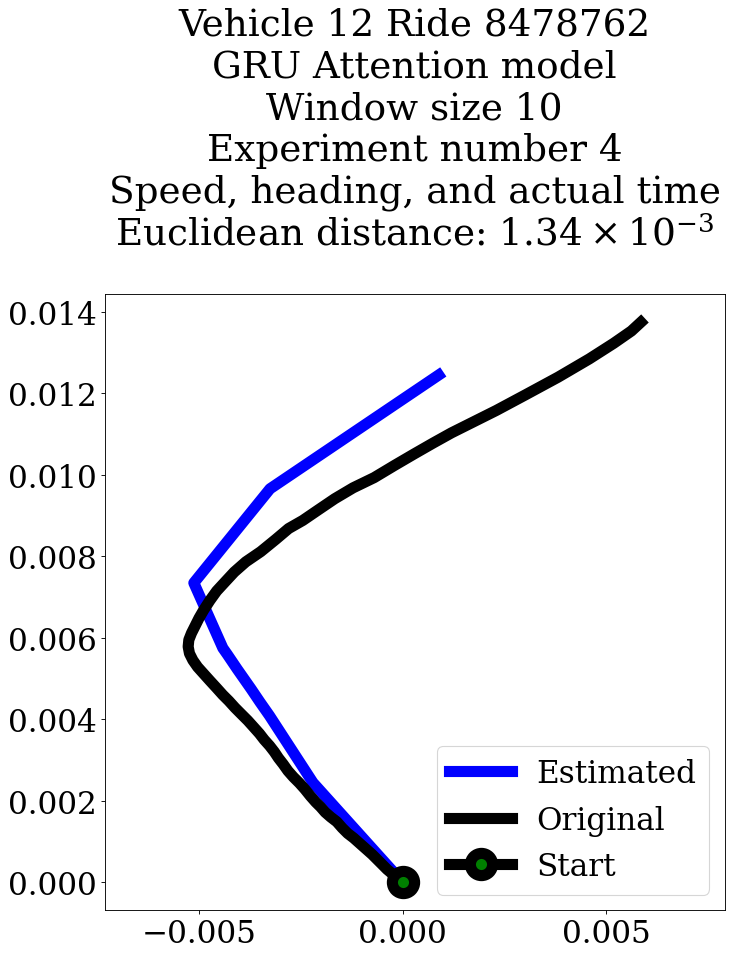 Vehicle 12 Ride 8478762
GRU Attention model
Window size 10
Experiment number 4
Speed, heading, and actual time
Euclidean distance: 1.34 × 10⁻³
0.014
0.012
0.010
0.008
0.006
0.004
0.002
0.000
Estimated
Original
Start
−0.005 0.000 0.005